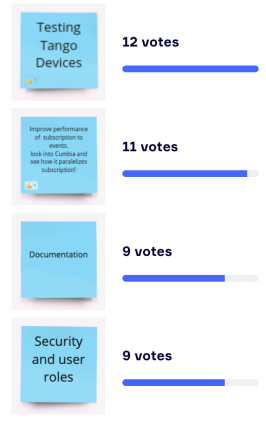 Testing
Tango
Devices
12 votes
Improve performance
of subscription to
events.
look into Cumbia and
see how it paralelizes
subscription!
11 votes
Documentation
9 votes
Security
and user
roles
9 votes